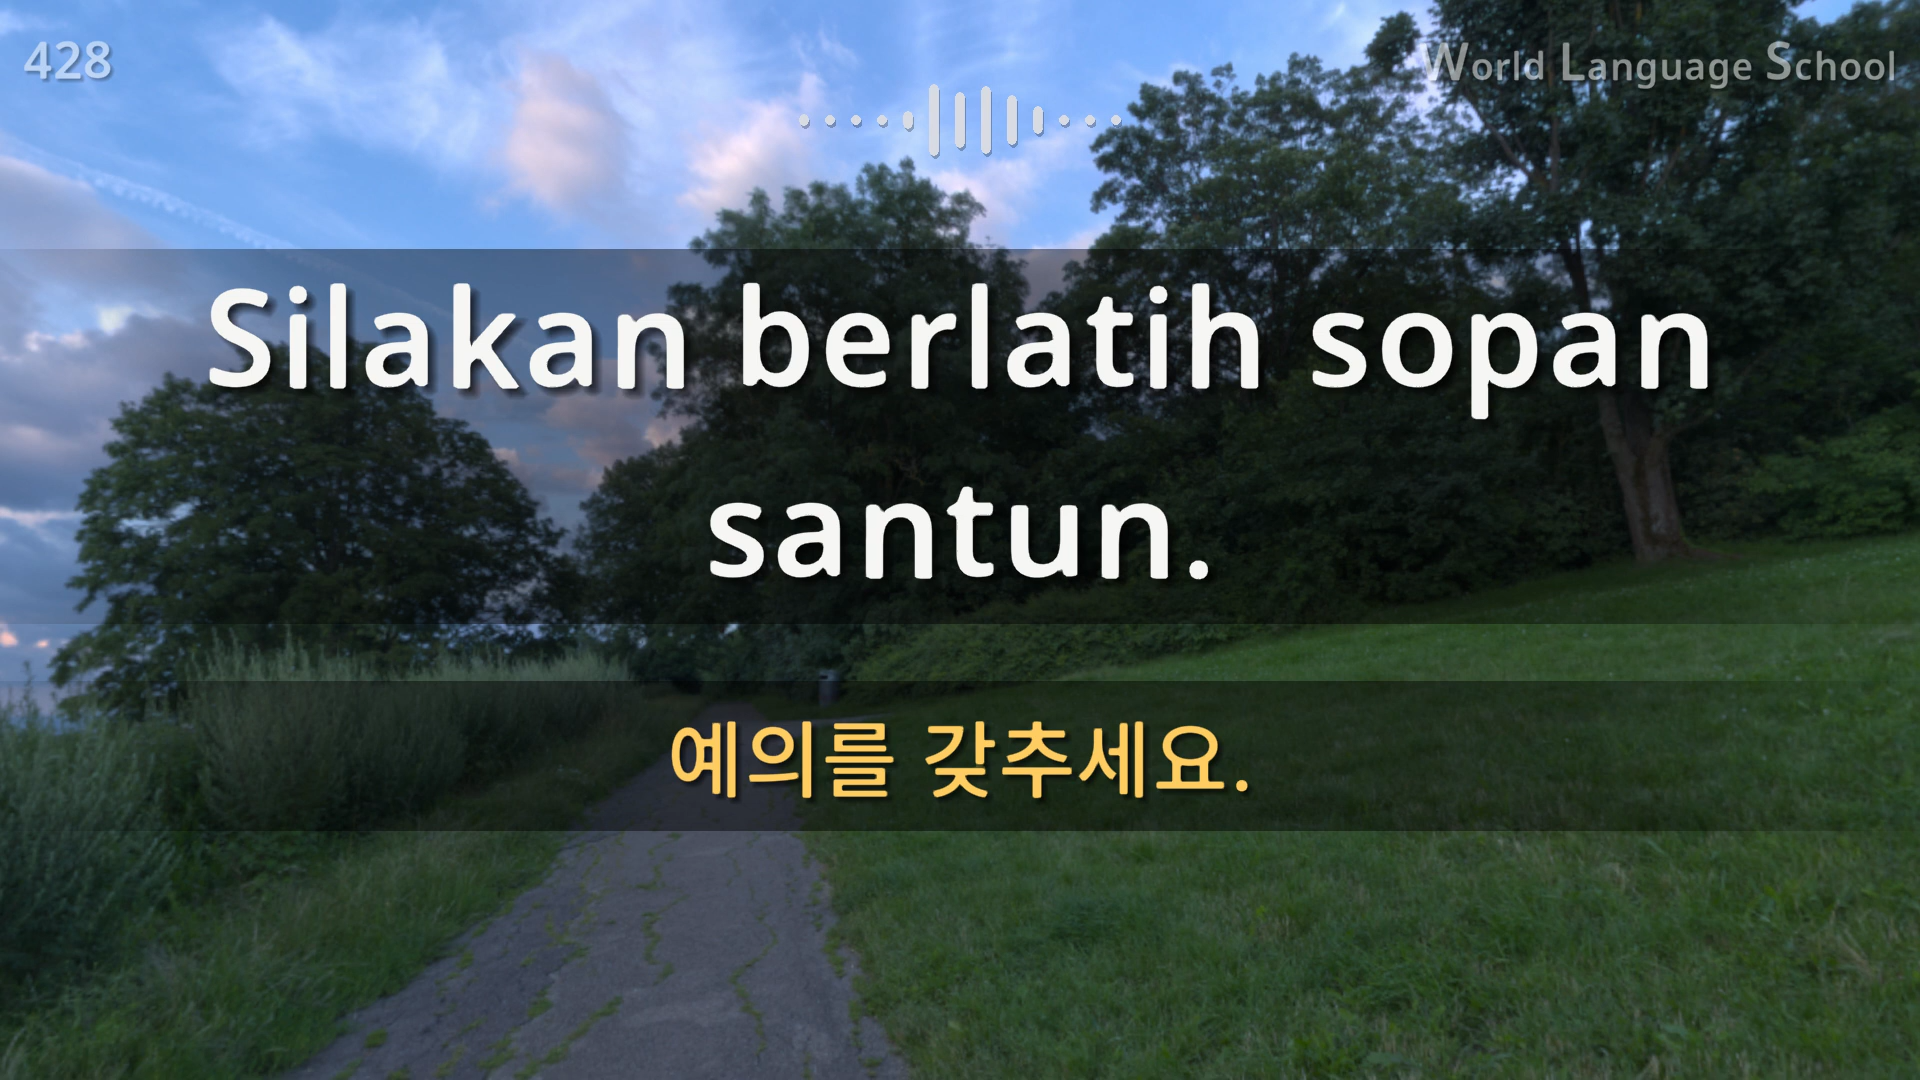 428
World Language School
Silakan berlatih sopan
santun.
예의를 갖추세요.